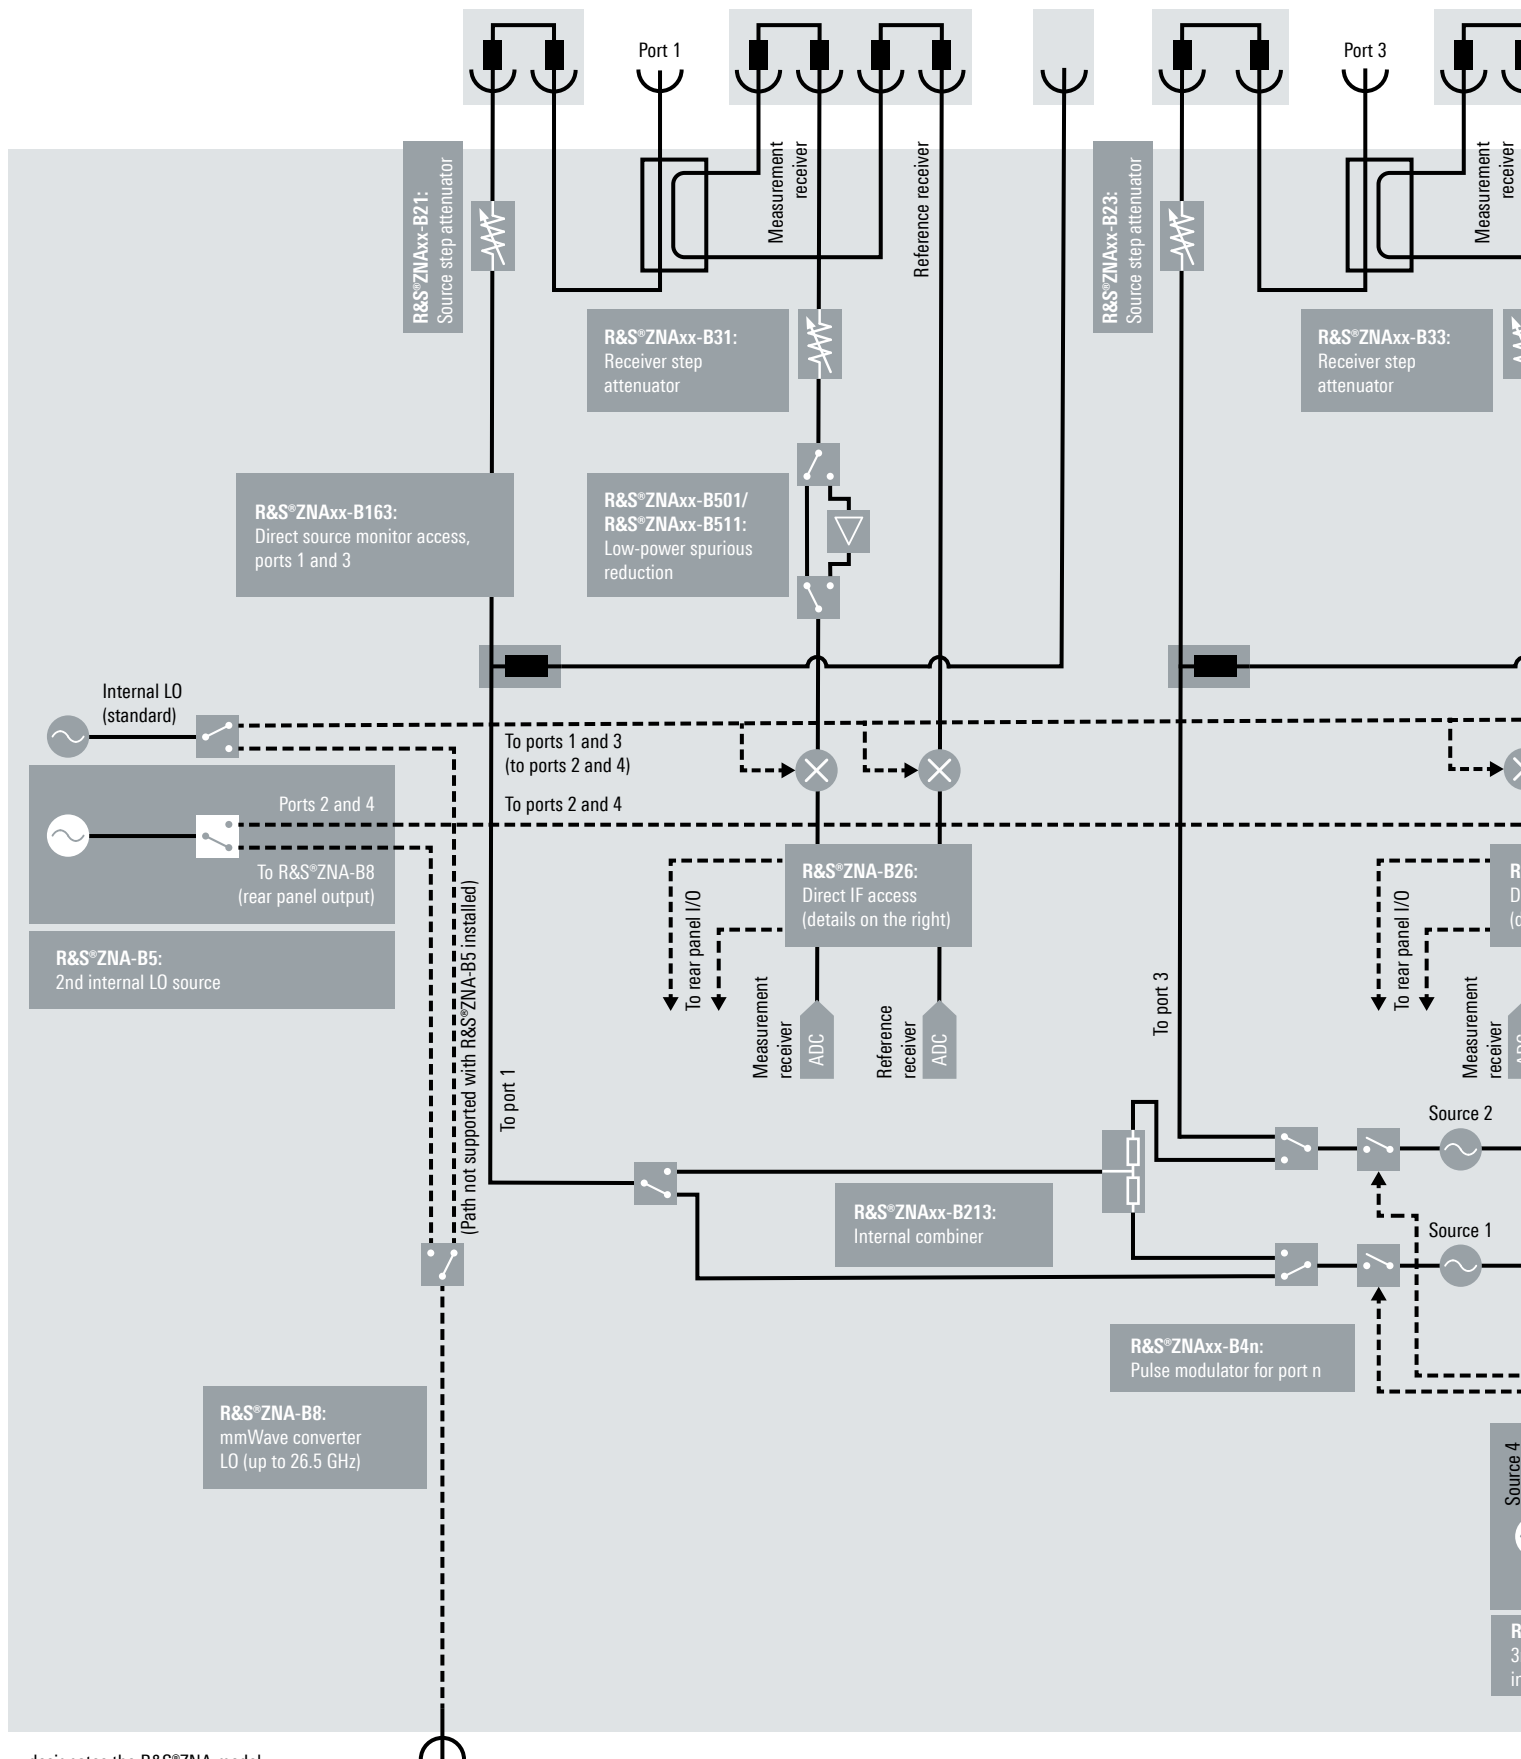 Port 1
Port 3
R&S®ZNAxx-B21:
Source step attenuator
Measurement
receiver
Reference receiver
R&S®ZNAxx-B23:
Source step attenuator
Measurement
receiver
R&S®ZNAxx-B31:
Receiver step
attenuator
R&S®ZNAxx-B33:
Receiver step
attenuator
R&S®ZNAxx-B163:
Direct source monitor access,
ports 1 and 3
R&S®ZNAxx-B501/
R&S®ZNAxx-B511:
Low-power spurious
reduction
Internal LO
(standard)
To ports 1 and 3
(to ports 2 and 4)
To ports 2 and 4
Ports 2 and 4
To R&S®ZNA-B8
(rear panel output)
R&S®ZNA-B5:
2nd internal LO source
(Path not supported with R&S®ZNA-B5 installed)
To port 1
To rear panel I/O
R&S®ZNA-B26:
Direct IF access
(details on the right)
Measurement
receiver
ADC
Reference
receiver
ADC
To port 3
To rear panel I/O
Measurement
receiver
Source 2
Source 1
R&S®ZNAxx-B213:
Internal combiner
R&S®ZNAxx-B4n:
Pulse modulator for port n
R&S®ZNA-B8:
mmWave converter
LO (up to 26.5 GHz)
Source 4